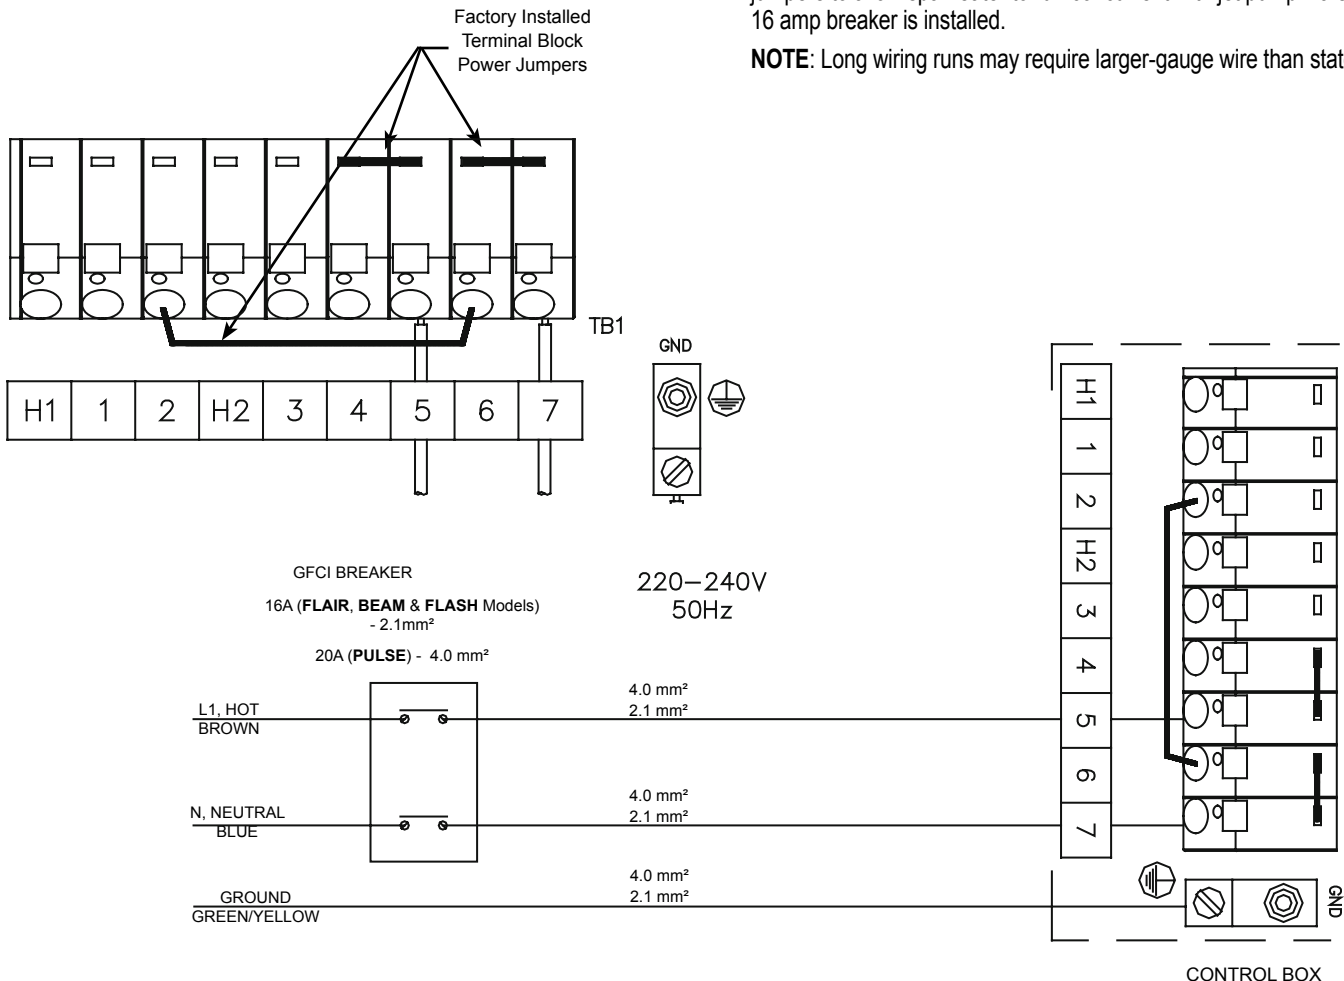 Factory Installed
Terminal Block
Power Jumpers
16 amp breaker is installed.
NOTE: Long wiring runs may require larger-gauge wire than stat
TB1
H1 1 2 H2 3 4 5 6 7
GND
GFCI BREAKER
16A (FLAIR, BEAM & FLASH Models)
- 2.1mm²
20A (PULSE) - 4.0 mm²
220–240V
50Hz
L1, HOT
BROWN
4.0 mm²
2.1 mm²
N, NEUTRAL
BLUE
4.0 mm²
2.1 mm²
GROUND
GREEN/YELLOW
4.0 mm²
2.1 mm²
H1
1
2
H2
3
4
5
6
7
GND
CONTROL BOX